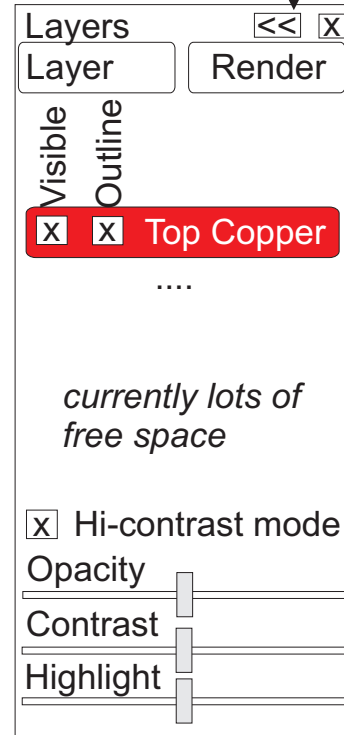 Layers << x
Layer Render
Visible Outline
x x Top Copper
....
currently lots of
free space
x Hi-contrast mode
Opacity
Contrast
Highlight